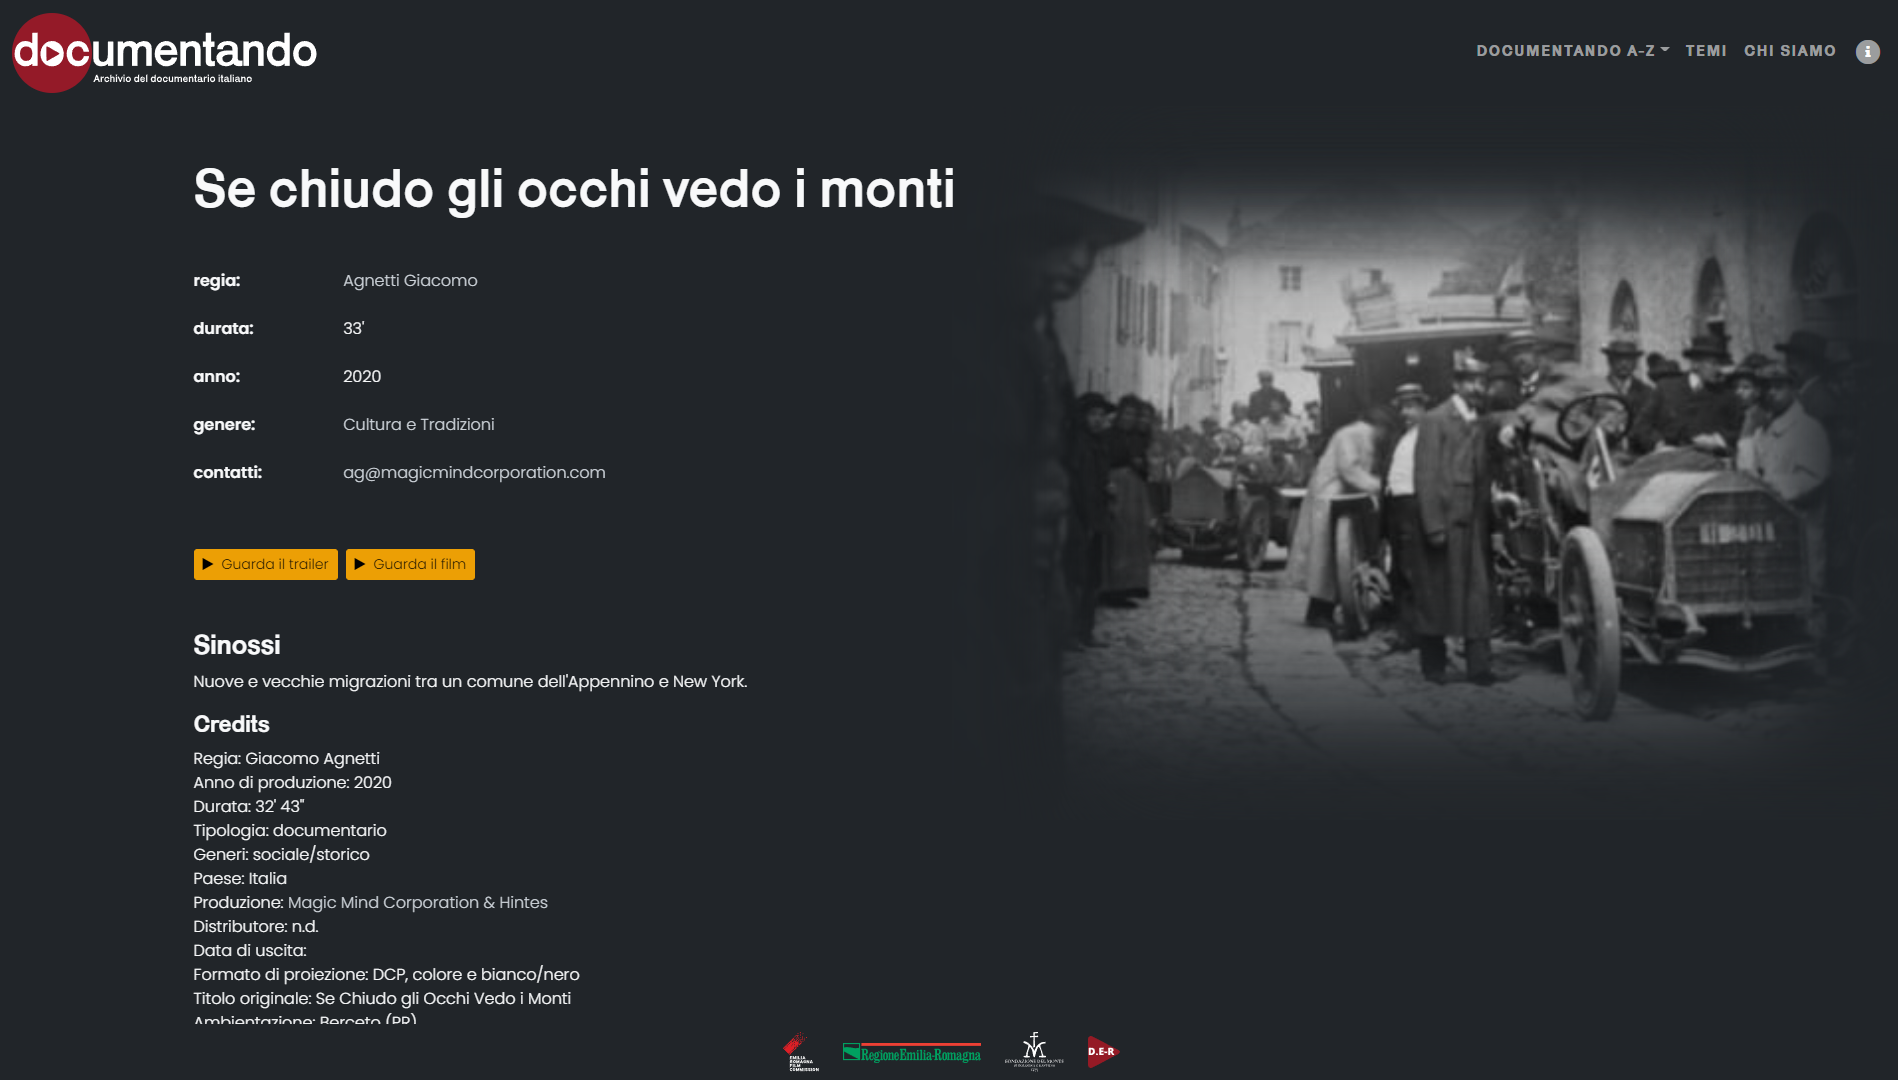 documentando
Archivio del documentario italiano
DOCUMENTANDO A-Z
TEMI
CHI SIAMO
Se chiudo gli occhi vedo i monti
regia: Agnetti Giacomo
durata: 33'
anno: 2020
genere: Cultura e Tradizioni
contatti: ag@magicmindcorporation.com
Guarda il trailer
Guarda il film
Sinossi
Nuove e vecchie migrazioni tra un comune dell'Appennino e New York.
Credits
Regia: Giacomo Agnetti
Anno di produzione: 2020
Durata: 32' 43"
Tipologia: documentario
Generi: sociale/storico
Paese: Italia
Produzione: Magic Mind Corporation & Hintes
Distributore: n.d.
Data di uscita:
Formato di proiezione: DCP, colore e bianco/nero
Titolo originale: Se Chiudo gli Occhi Vedo i Monti
Ambientazione: Berceto (PR)
EMILIA
ROMAGNA
FILM
COMMISSION
RegioneEmilia-Romagna
FONDAZIONE DEL MONTE
D.E-R